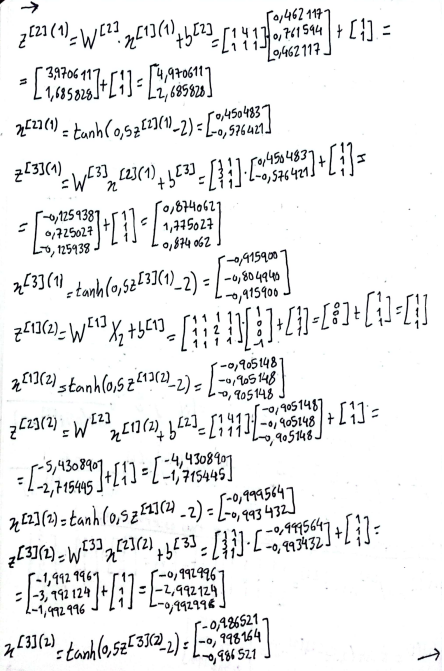 →
z^[2](1) = W^[2] · x^[1](1) + b^[2] = [1 4 1; 1 1 1] [0,462117; 0,761594; 0,462117] + [1; 1] =
= [3,970611; 1,685828] + [1; 1] = [4,970611; 2,685828]
x^[2](1) = tanh(0,5z^[2](1) - 2) = [0,450483; -0,576421]
z^[3](1) = W^[3] x^[2](1) + b^[3] = [1 1; 3 1; 1 1] · [0,450483; -0,576421] + [1; 1; 1] =
= [-0,125938; 0,725027; -0,125938] + [1; 1; 1] = [0,874062; 1,775027; 0,874062]
x^[3](1) = tanh(0,5z^[3](1) - 2) = [-0,915900; -0,804940; -0,915900]
z^[1](2) = W^[1] X_2 + b^[1] = [1 1 1 1; 1 1 2 1; 1 1 1 1] · [1; 0; 0; -1] + [1; 1; 1] = [0; 0; 0] + [1; 1; 1] = [1; 1; 1]
x^[1](2) = tanh(0,5z^[1](2) - 2) = [-0,905148; -0,905148; -0,905148]
z^[2](2) = W^[2] x^[1](2) + b^[2] = [1 4 1; 1 1 1] · [-0,905148; -0,905148; -0,905148] + [1; 1] =
= [-5,430890; -2,715445] + [1; 1] = [-4,430890; -1,715445]
x^[2](2) = tanh(0,5z^[2](2) - 2) = [-0,999564; -0,993432]
z^[3](2) = W^[3] x^[2](2) + b^[3] = [1 1; 3 1; 1 1] · [-0,999564; -0,993432] + [1; 1; 1] =
= [-1,992996; -3,992124; -1,992996] + [1; 1; 1] = [-0,992996; -2,992124; -0,992996]
x^[3](2) = tanh(0,5z^[3](2) - 2) = [-0,986521; -0,998164; -0,986521]
→